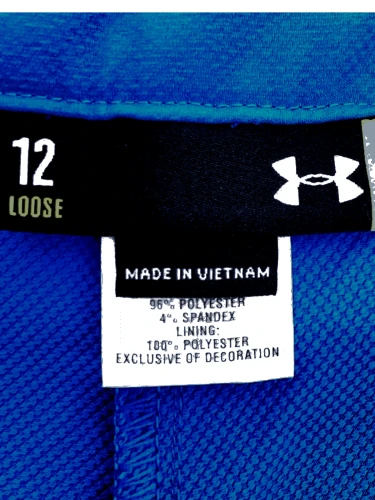 12
LOOSE
MADE IN VIETNAM
96% POLYESTER
4% SPANDEX
LINING:
100% POLYESTER
EXCLUSIVE OF DECORATION